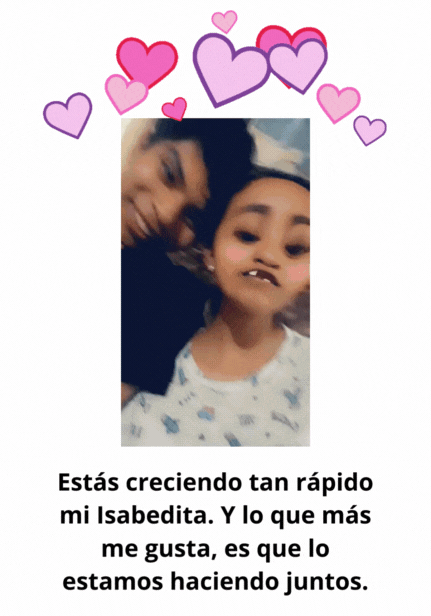 Estás creciendo tan rápido
mi Isabedita. Y lo que más
me gusta, es que lo
estamos haciendo juntos.